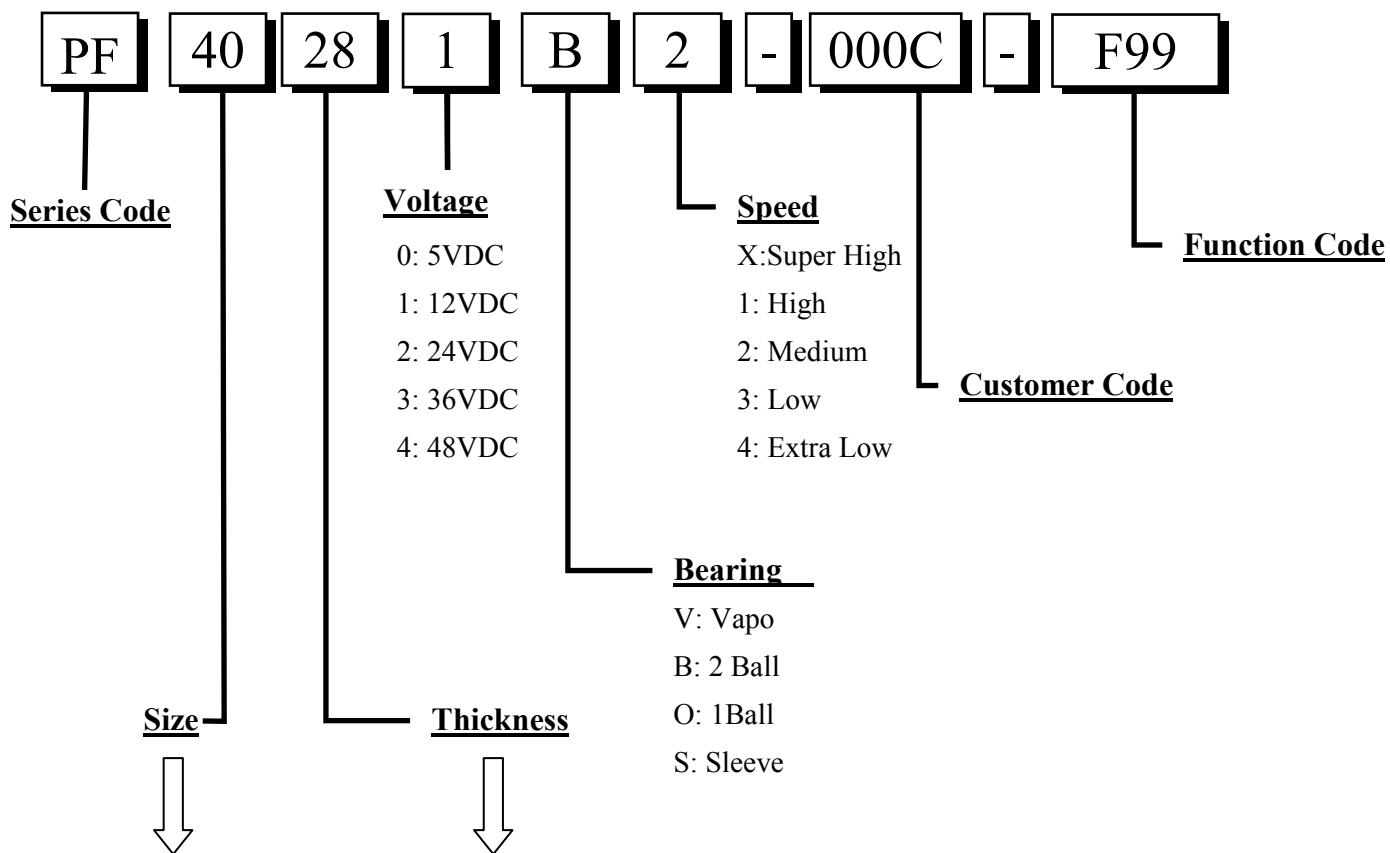 PF 40 28 1 B 2 - 000C - F99
Series Code
Voltage
0: 5VDC
1: 12VDC
2: 24VDC
3: 36VDC
4: 48VDC
Speed
X:Super High
1: High
2: Medium
3: Low
4: Extra Low
Function Code
Customer Code
Bearing
V: Vapo
B: 2 Ball
O: 1Ball
S: Sleeve
Size
Thickness